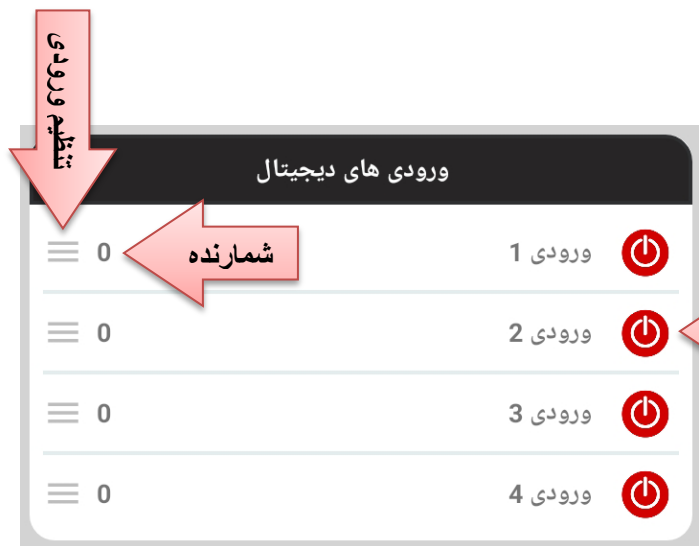 تنظیم ورودی
ورودی های دیجیتال
ورودی 1
شمارنده
0
ورودی 2
0
ورودی 3
0
ورودی 4
0